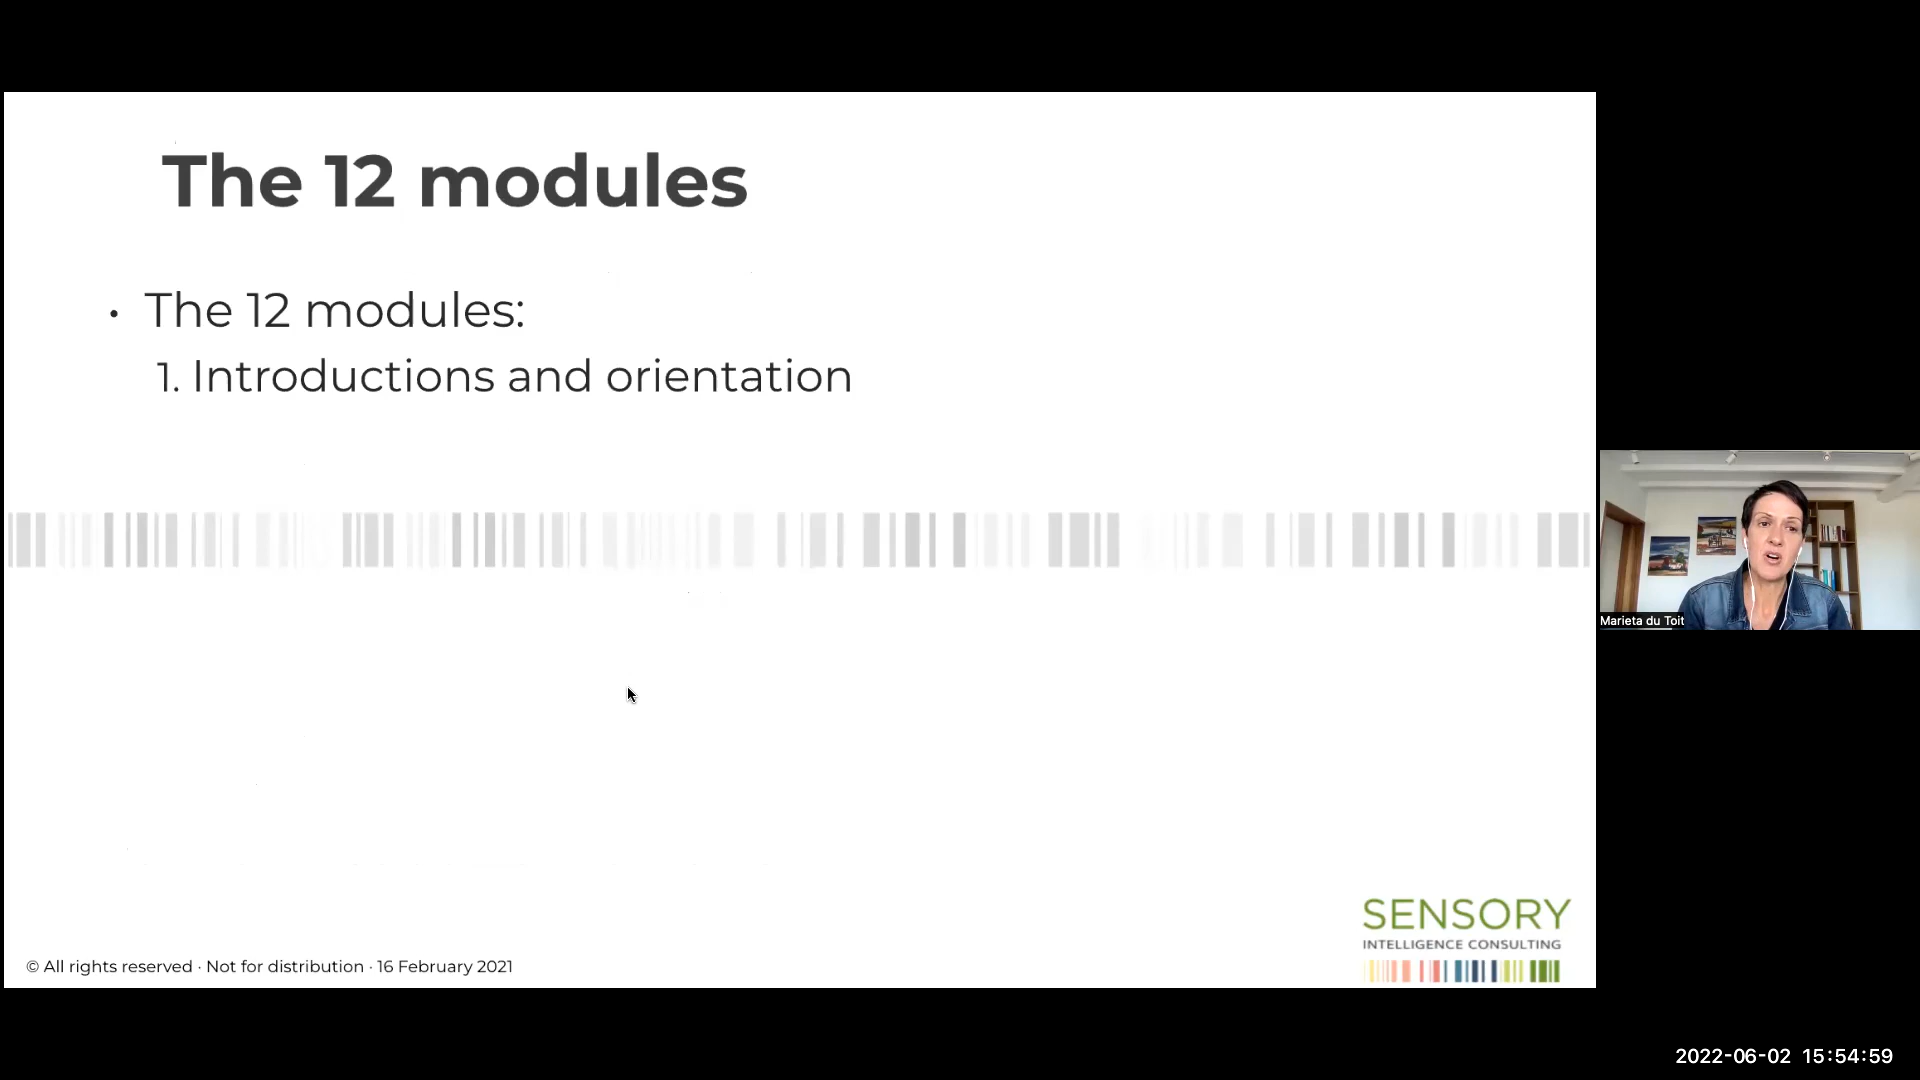 The 12 modules
• The 12 modules:
1. Introductions and orientation
Marieta du Toit
SENSORY
INTELLIGENCE CONSULTING
© All rights reserved · Not for distribution · 16 February 2021
2022-06-02 15:54:59